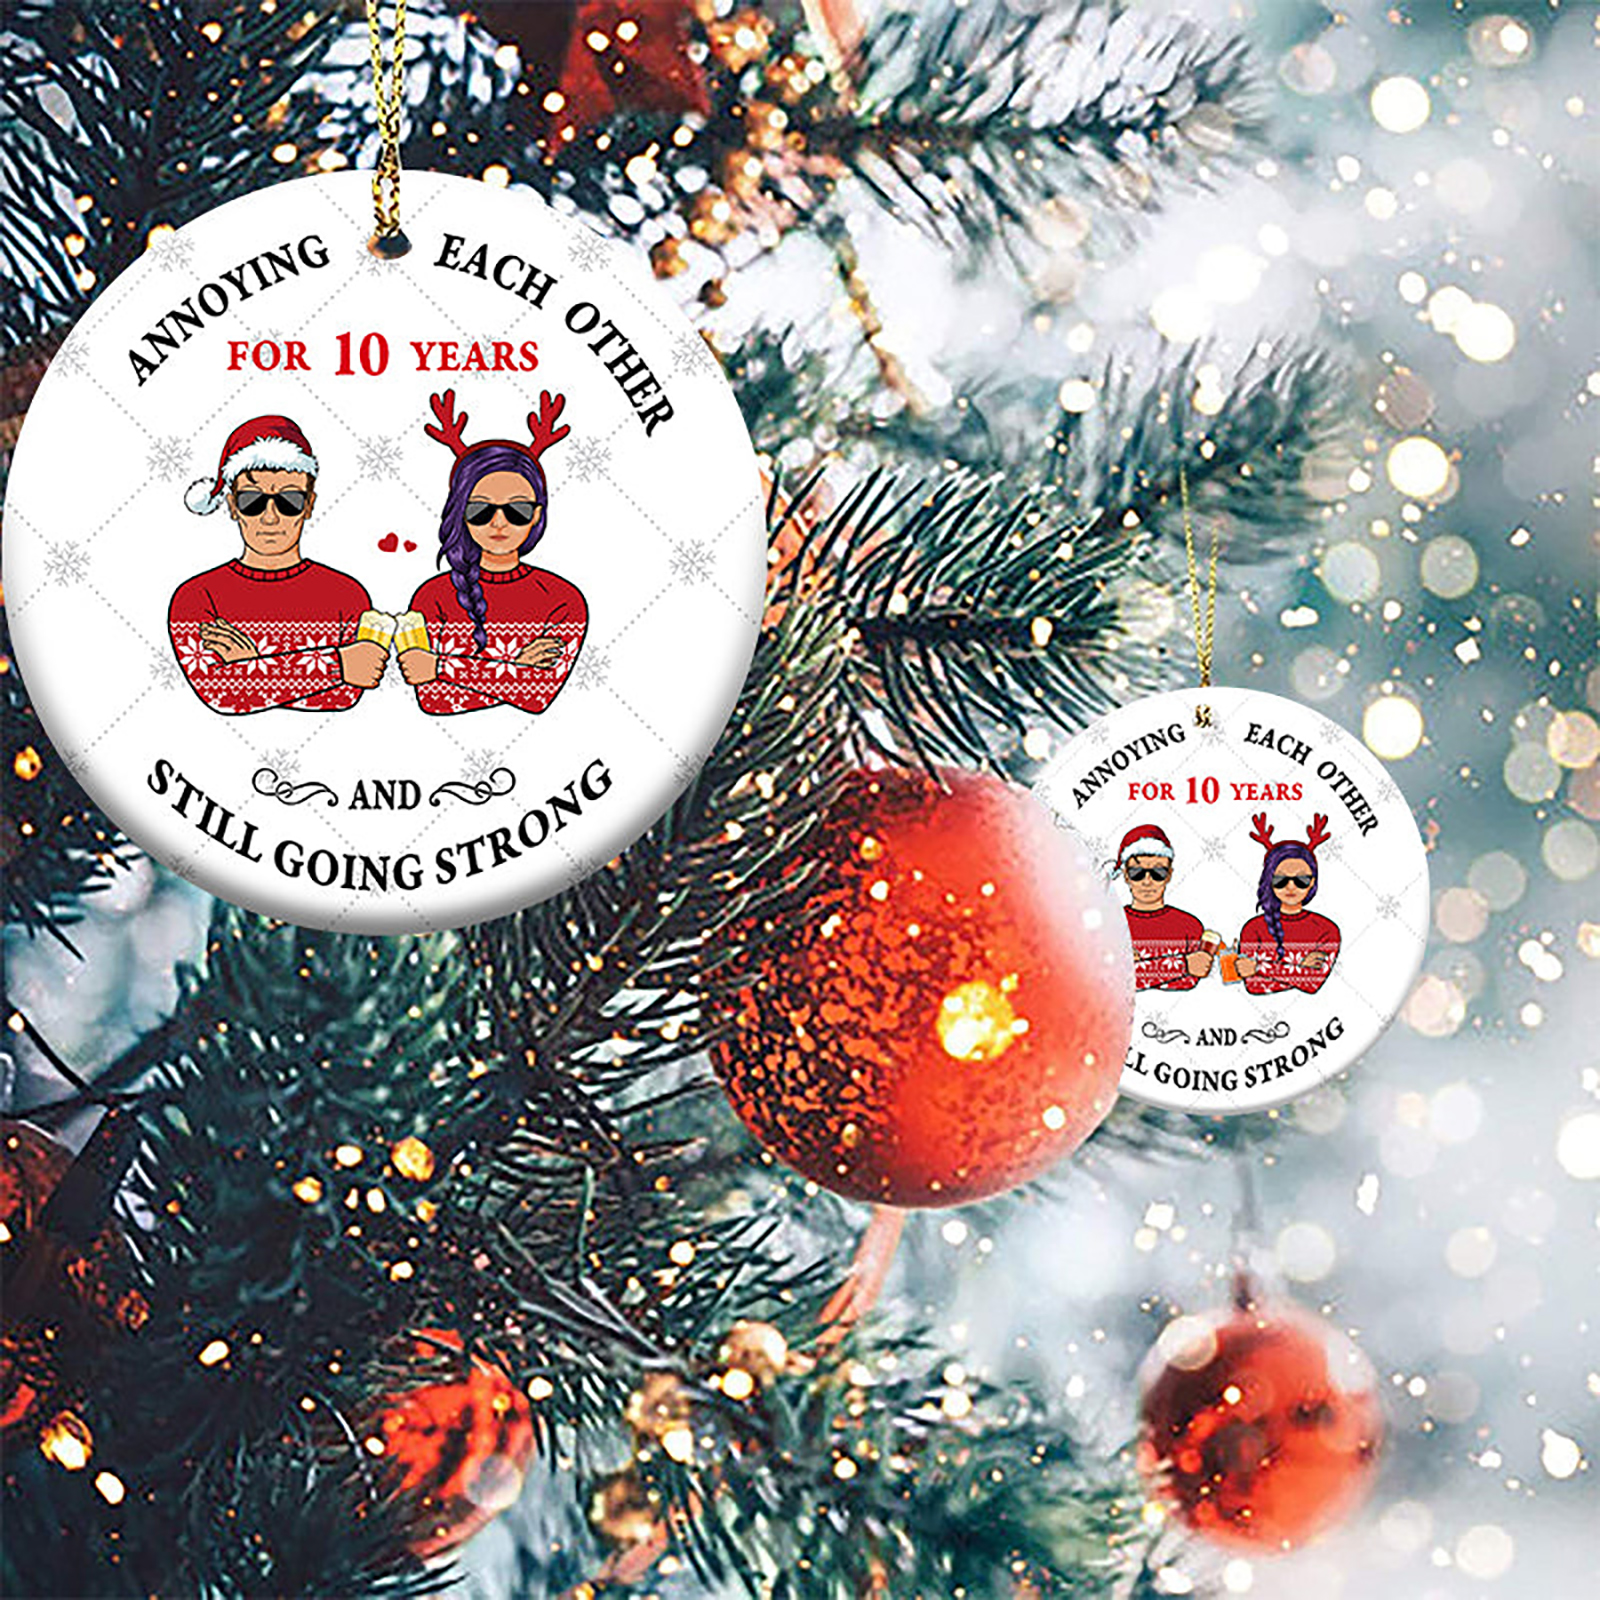 ANNOYING EACH OTHER
FOR 10 YEARS
AND
STILL GOING STRONG
ANNOYING EACH OTHER
FOR 10 YEARS
AND
LL GOING STRONG